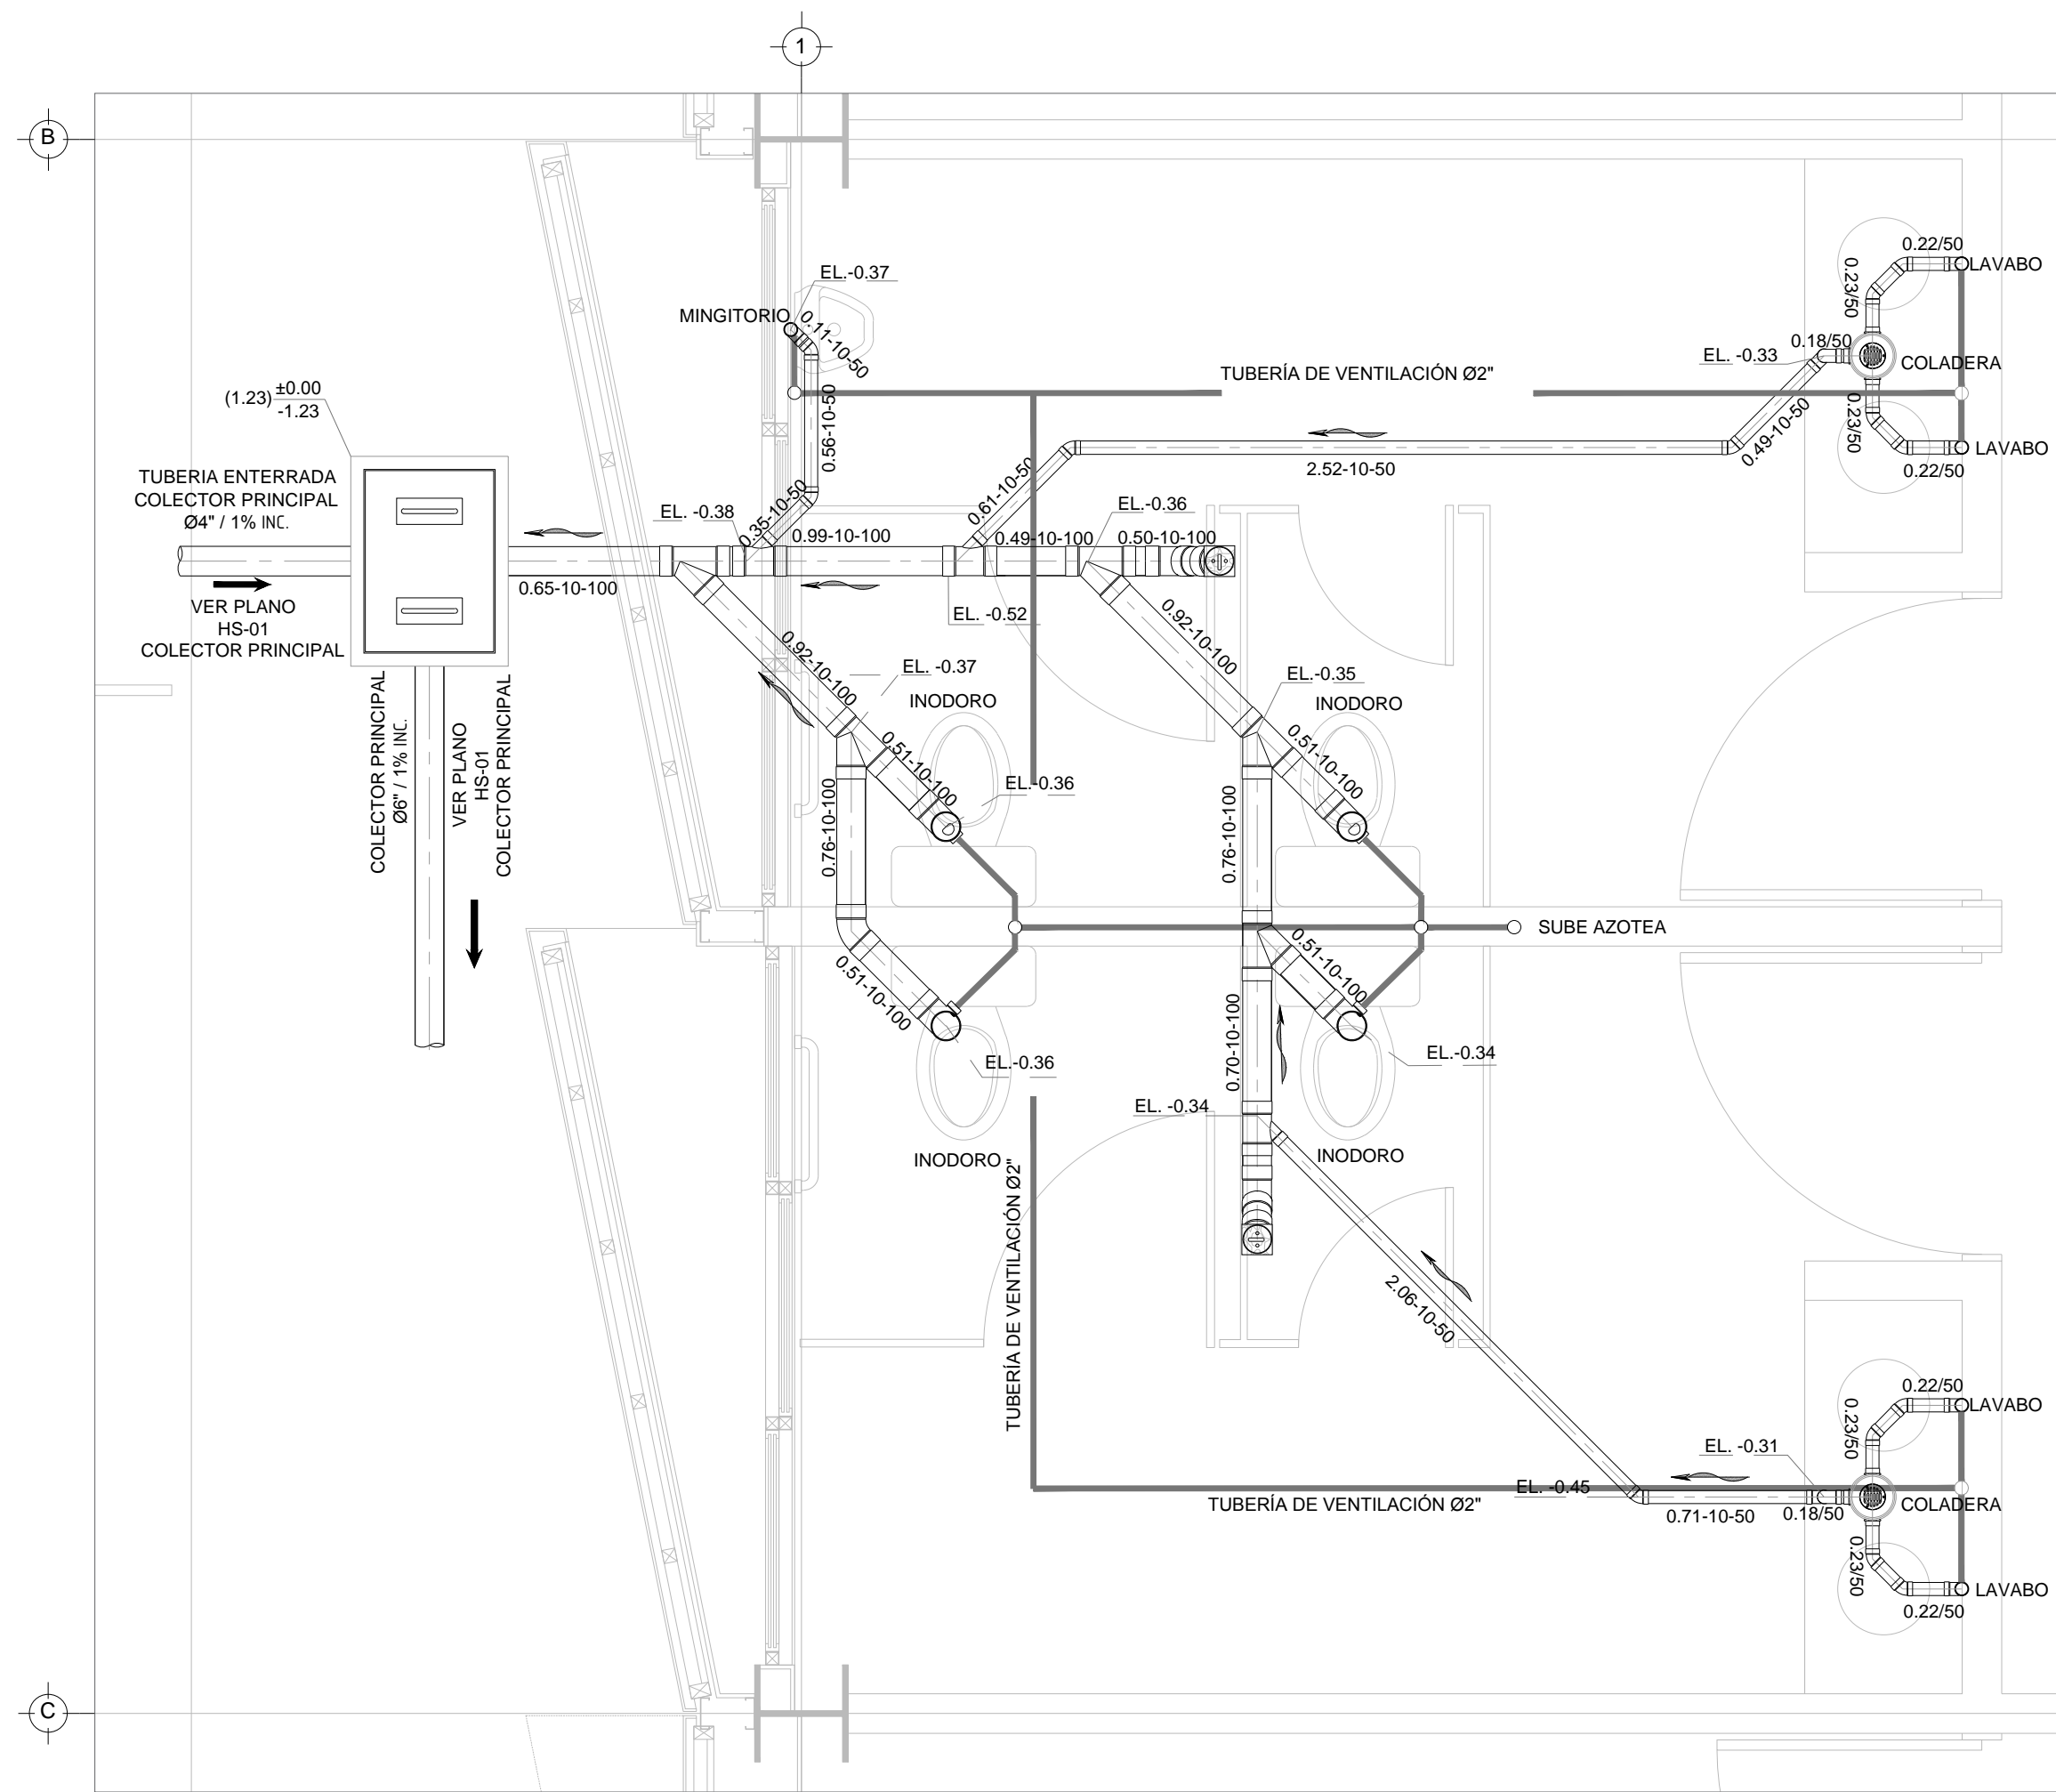 1
B
EL.-0.37
MINGITORIO
0.11-10-50
0.22/50
LAVABO
0.23/50
0.18/50
EL. -0.33
COLADERA
TUBERÍA DE VENTILACIÓN Ø2"
(1.23)
±0.00
-1.23
0.56-10-50
0.23/50
0.49-10-50
LAVABO
0.22/50
2.52-10-50
0.61-10-50
TUBERIA ENTERRADA
COLECTOR PRINCIPAL
Ø4" / 1% INC.
EL. -0.38
0.35-10-50
0.99-10-100
EL.-0.36
0.49-10-100
0.50-10-100
0.65-10-100
VER PLANO
HS-01
COLECTOR PRINCIPAL
EL. -0.52
0.92-10-100
0.92-10-100
EL. -0.37
EL.-0.35
INODORO
INODORO
COLECTOR PRINCIPAL
Ø6" / 1% INC.
VER PLANO
HS-01
COLECTOR PRINCIPAL
0.51-10-100
0.51-10-100
EL.-0.36
0.76-10-100
0.76-10-100
SUBE AZOTEA
0.51-10-100
0.51-10-100
0.70-10-100
EL.-0.36
EL.-0.34
EL. -0.34
INODORO
INODORO
TUBERÍA DE VENTILACIÓN Ø2"
2.06-10-50
0.22/50
LAVABO
0.23/50
EL. -0.31
EL. -0.45
TUBERÍA DE VENTILACIÓN Ø2"
0.71-10-50
0.18/50
COLADERA
0.23/50
LAVABO
0.22/50
C